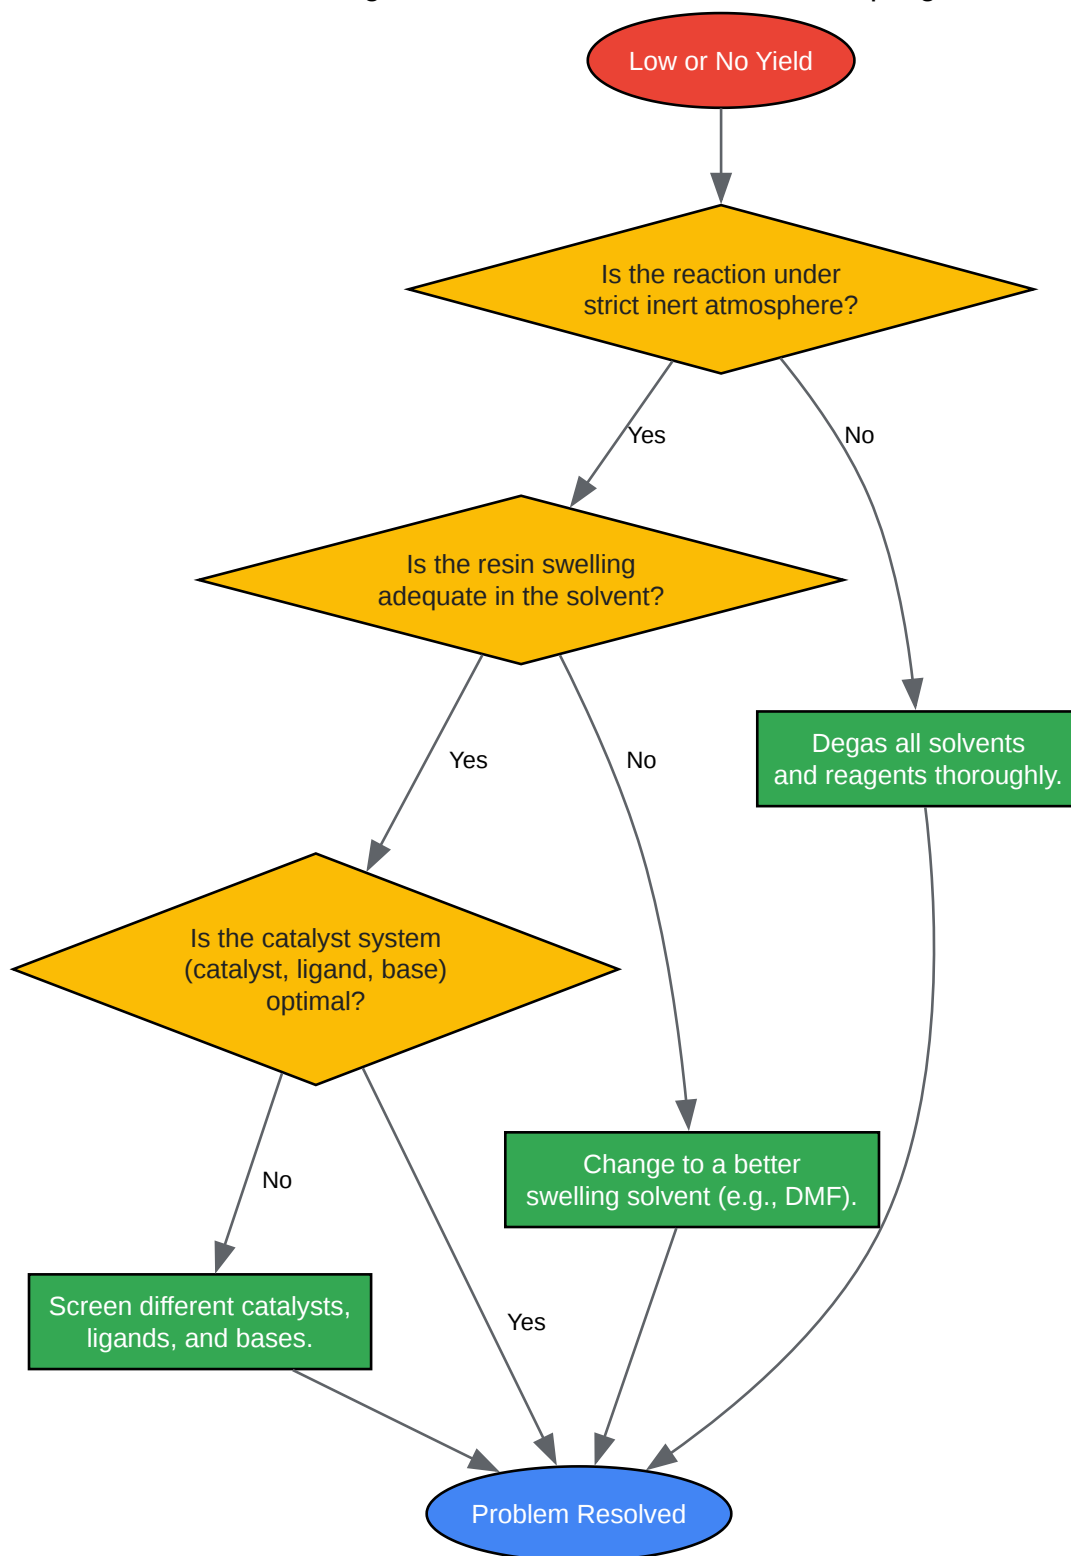 Low or No Yield
Is the reaction under
strict inert atmosphere?
Yes
No
Is the resin swelling
adequate in the solvent?
Degas all solvents
and reagents thoroughly.
Yes
No
Is the catalyst system
(catalyst, ligand, base)
optimal?
Change to a better
swelling solvent (e.g., DMF).
No
Screen different catalysts,
ligands, and bases.
Yes
Problem Resolved